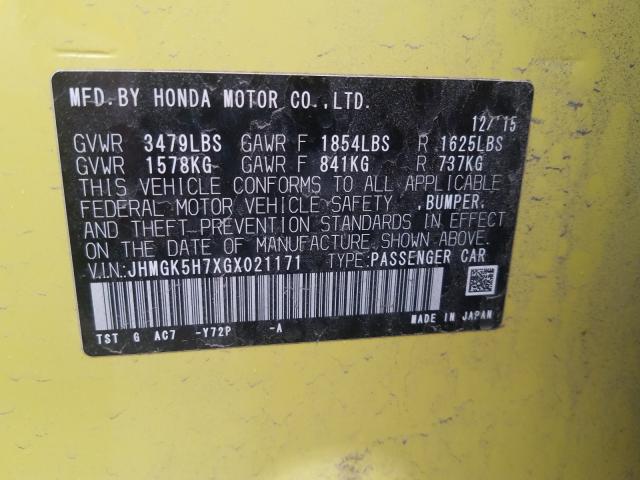 MFD.BY HONDA MOTOR CO.,LTD.
12/'15
GVWR 3479LBS GAWR F 1854LBS R 1625LBS
GVWR 1578KG GAWR F 841KG R 737KG
THIS VEHICLE CONFORMS TO ALL APPLICABLE
FEDERAL MOTOR VEHICLE SAFETY ,BUMPER,
AND THEFT PREVENTION STANDARDS IN EFFECT
ON THE DATE OF MANUFACTURE SHOWN ABOVE.
V.I.N:JHMGK5H7XGX021171 TYPE:PASSENGER CAR
TST G AC7 -Y72P -A
MADE IN JAPAN